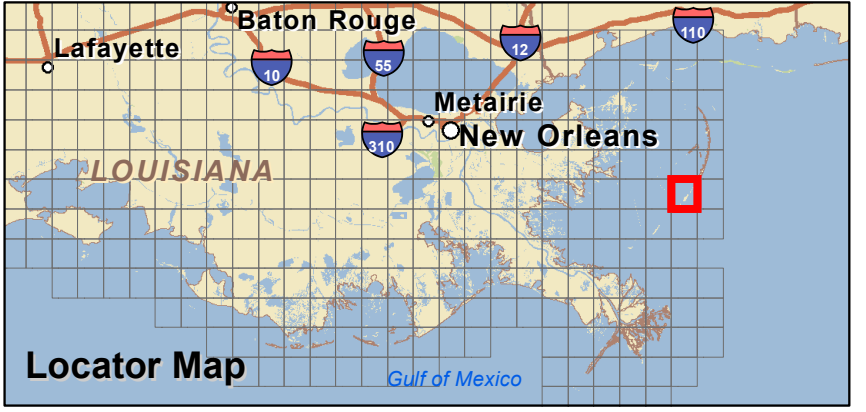 Baton Rouge
110
Lafayette
12
55
10
Metairie
New Orleans
310
LOUISIANA
Locator Map
Gulf of Mexico